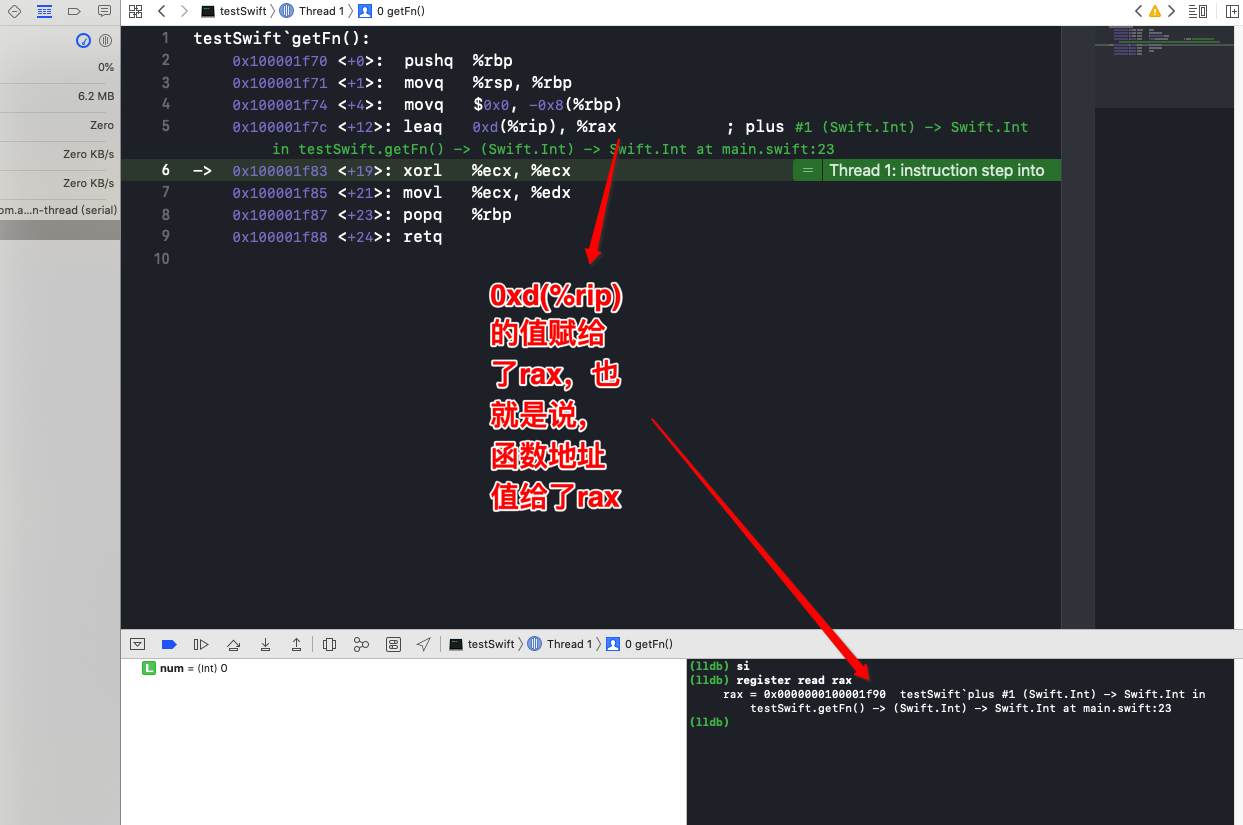 testSwift 〉 Thread 1 〉 0 getFn()
0%
6.2 MB
Zero
Zero KB/s
Zero KB/s
om.a...n-thread (serial)
1 testSwift`getFn():
2 0x100001f70 <+0>: pushq %rbp
3 0x100001f71 <+1>: movq %rsp, %rbp
4 0x100001f74 <+4>: movq $0x0, -0x8(%rbp)
5 0x100001f7c <+12>: leaq 0xd(%rip), %rax ; plus #1 (Swift.Int) -> Swift.Int
in testSwift.getFn() -> (Swift.Int) -> Swift.Int at main.swift:23
6 -> 0x100001f83 <+19>: xorl %ecx, %ecx = Thread 1: instruction step into
7 0x100001f85 <+21>: movl %ecx, %edx
8 0x100001f87 <+23>: popq %rbp
9 0x100001f88 <+24>: retq
10
0xd(%rip)
的值赋给
了rax，也
就是说，
函数地址
值给了rax
testSwift 〉 Thread 1 〉 0 getFn()
L num = (Int) 0
(lldb) si
(lldb) register read rax
rax = 0x0000000100001f90 testSwift`plus #1 (Swift.Int) -> Swift.Int in
testSwift.getFn() -> (Swift.Int) -> Swift.Int at main.swift:23
(lldb)